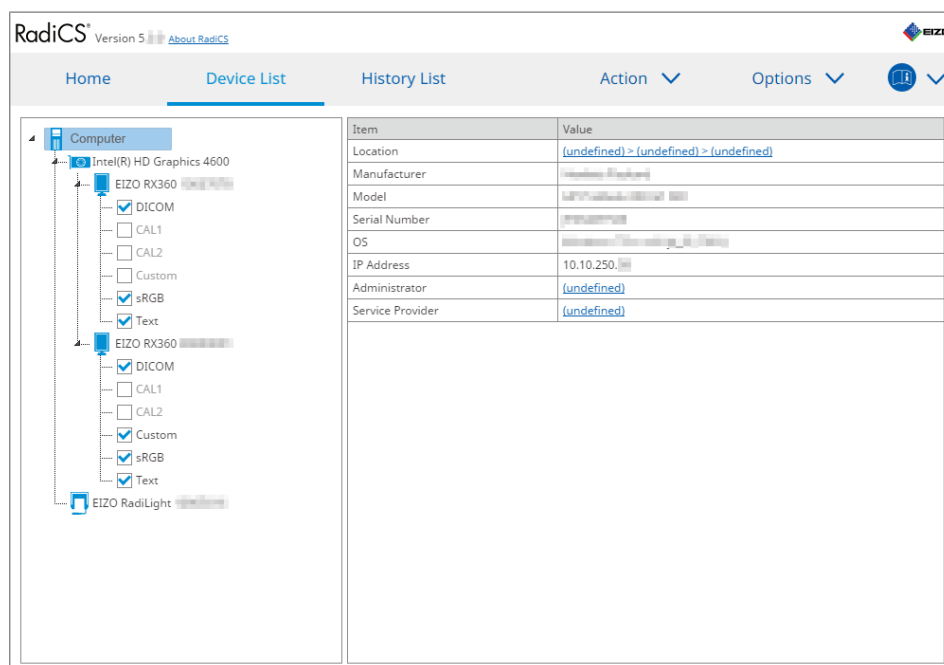 RadiCS® Version 5. About RadiCS
EIZ
Home Device List History List Action Options
Computer
Intel(R) HD Graphics 4600
EIZO RX360
DICOM
CAL1
CAL2
Custom
sRGB
Text
EIZO RX360
DICOM
CAL1
CAL2
Custom
sRGB
Text
EIZO RadiLight
Item Value
Location (undefined) > (undefined) > (undefined)
Manufacturer
Model
Serial Number
OS
IP Address 10.10.250.
Administrator (undefined)
Service Provider (undefined)